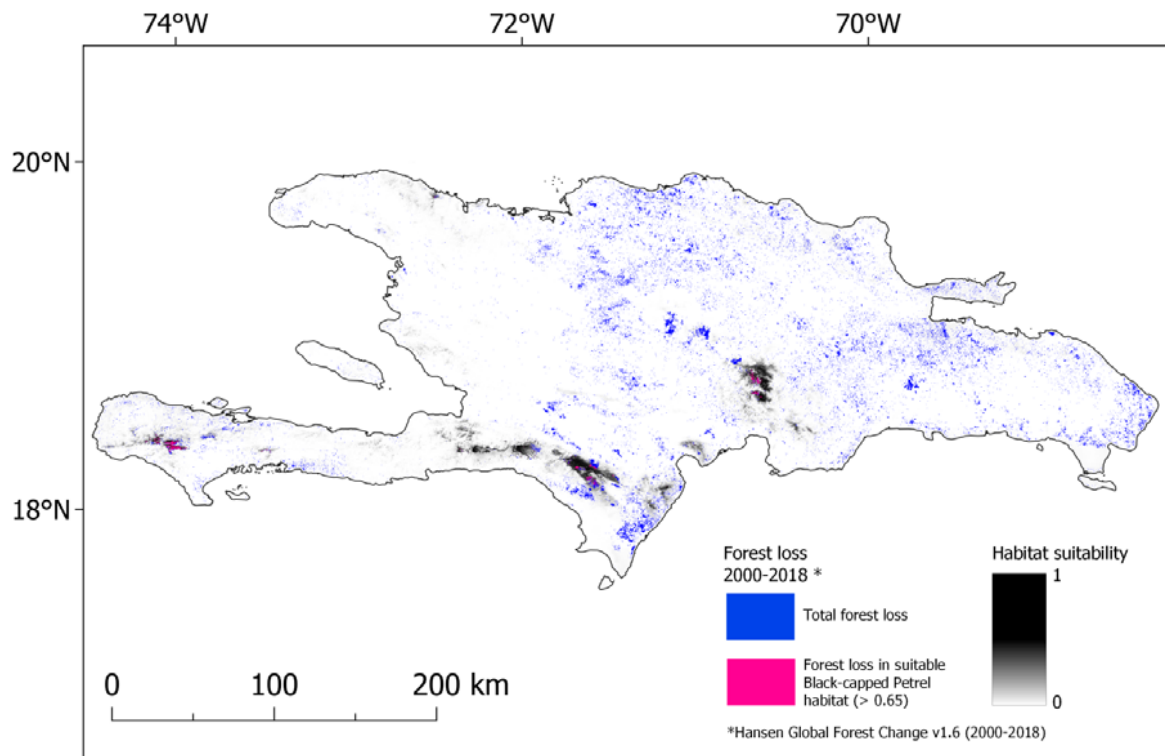 74°W
72°W
70°W
20°N
18°N
Forest loss
2000-2018 *
Total forest loss
Forest loss in suitable
Black-capped Petrel
habitat (> 0.65)
Habitat suitability
1
0
0
100
200 km
*Hansen Global Forest Change v1.6 (2000-2018)